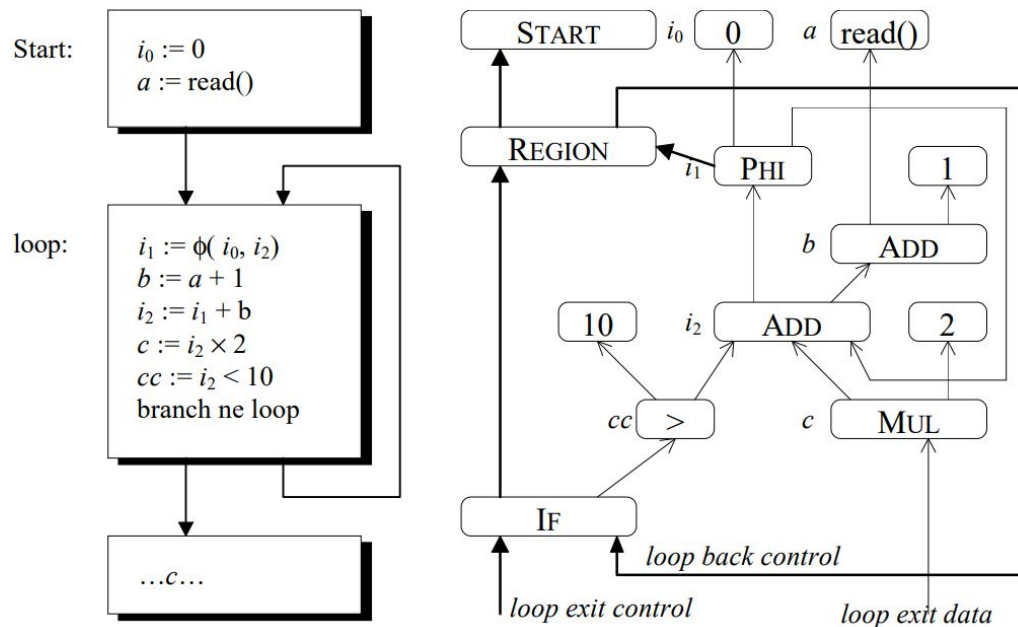 Start:
i₀ := 0
a := read()
loop:
i₁ := ϕ( i₀, i₂)
b := a + 1
i₂ := i₁ + b
c := i₂ × 2
cc := i₂ < 10
branch ne loop
…c…
START
i₀
0
a
read()
REGION
i₁
PHI
1
b
ADD
10
i₂
ADD
2
cc
>
c
MUL
IF
loop back control
loop exit control
loop exit data